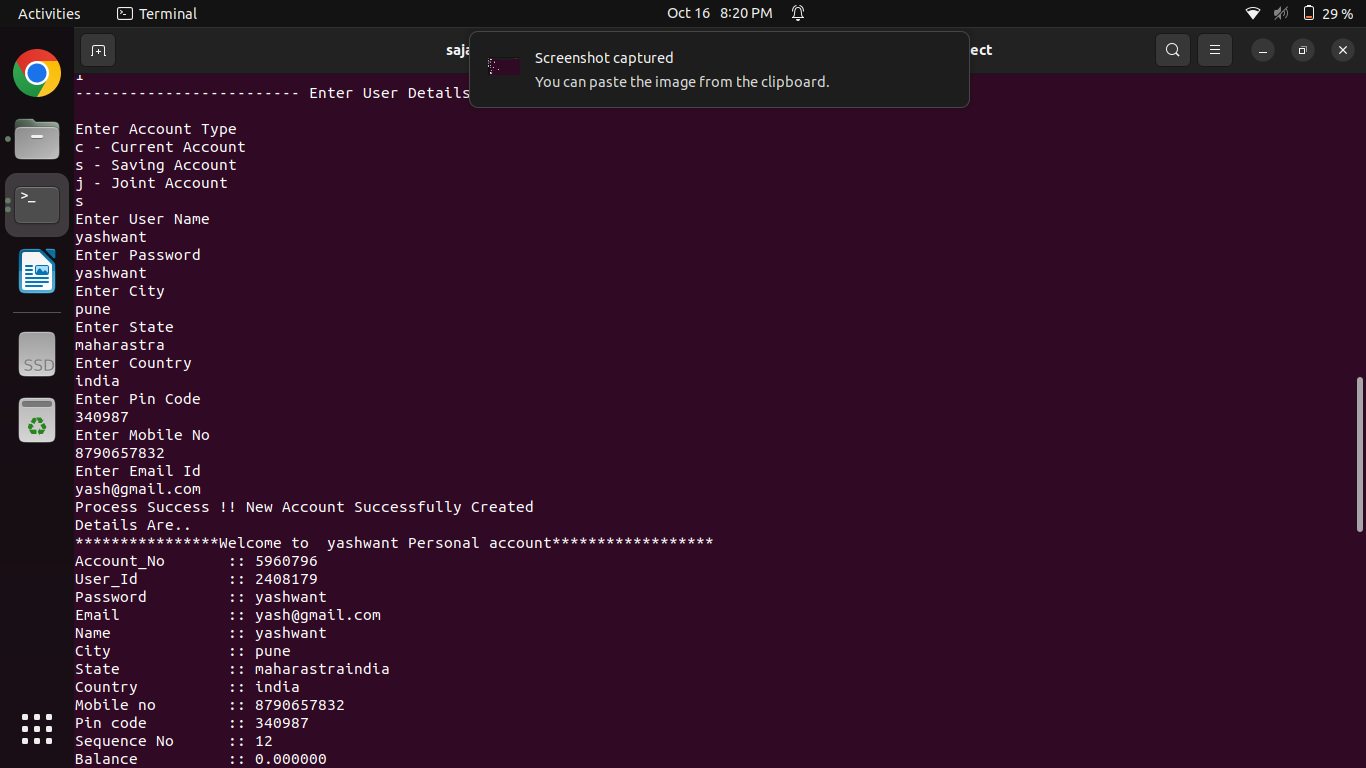 Activities
Terminal
Oct 16 8:20 PM
29 %
saja
ect
Screenshot captured
You can paste the image from the clipboard.
------------------------- Enter User Details
Enter Account Type
c - Current Account
s - Saving Account
j - Joint Account
s
Enter User Name
yashwant
Enter Password
yashwant
Enter City
pune
Enter State
maharastra
Enter Country
india
Enter Pin Code
340987
Enter Mobile No
8790657832
Enter Email Id
yash@gmail.com
Process Success !! New Account Successfully Created
Details Are..
****************Welcome to  yashwant Personal account******************
Account_No       :: 5960796
User_Id          :: 2408179
Password         :: yashwant
Email            :: yash@gmail.com
Name             :: yashwant
City             :: pune
State            :: maharastraindia
Country          :: india
Mobile no        :: 8790657832
Pin code         :: 340987
Sequence No      :: 12
Balance          :: 0.000000
SSD